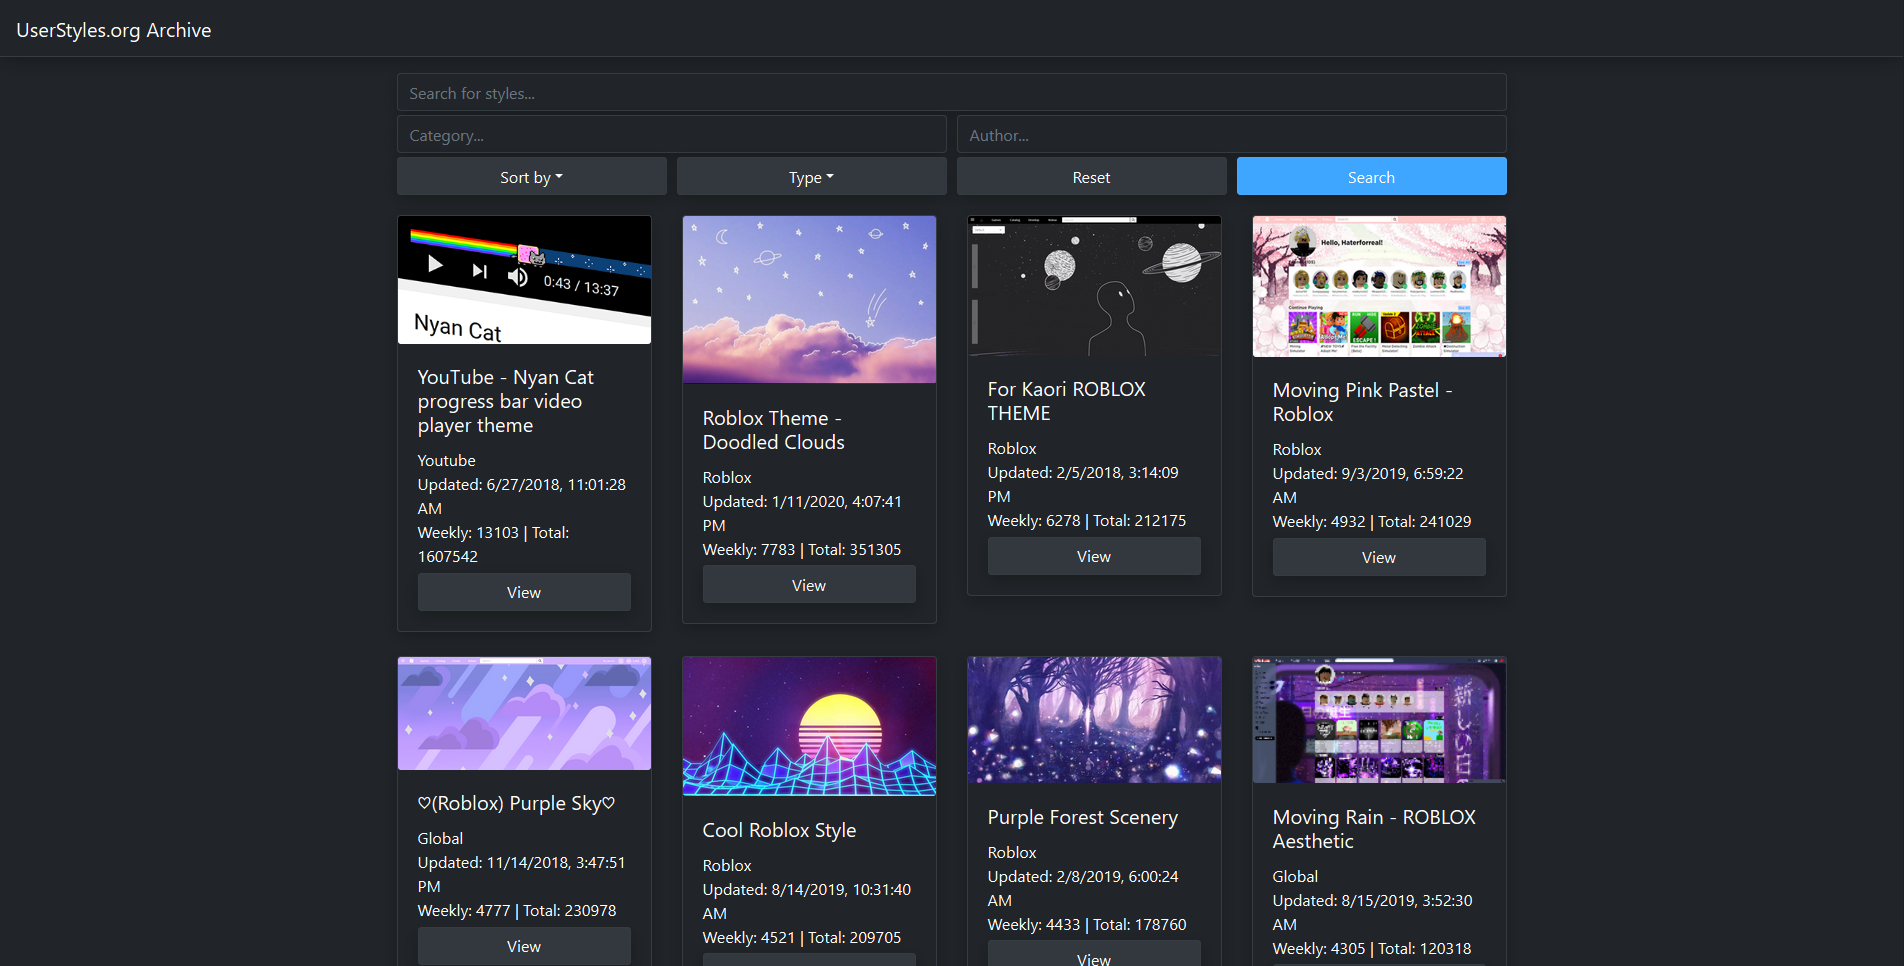 UserStyles.org Archive
Search for styles...
Category...
Author...
Sort by
Type
Reset
Search
0:43 / 13:37
Nyan Cat
YouTube - Nyan Cat
progress bar video
player theme
Youtube
Updated: 6/27/2018, 11:01:28
AM
Weekly: 13103 | Total:
1607542
View
Roblox Theme -
Doodled Clouds
Roblox
Updated: 1/11/2020, 4:07:41
PM
Weekly: 7783 | Total: 351305
View
For Kaori ROBLOX
THEME
Roblox
Updated: 2/5/2018, 3:14:09
PM
Weekly: 6278 | Total: 212175
View
Hello, Haterforreal!
Continue Playing
Moving Pink Pastel -
Roblox
Roblox
Updated: 9/3/2019, 6:59:22
AM
Weekly: 4932 | Total: 241029
View
♡(Roblox) Purple Sky♡
Global
Updated: 11/14/2018, 3:47:51
PM
Weekly: 4777 | Total: 230978
View
Cool Roblox Style
Roblox
Updated: 8/14/2019, 10:31:40
AM
Weekly: 4521 | Total: 209705
Purple Forest Scenery
Roblox
Updated: 2/8/2019, 6:00:24
AM
Weekly: 4433 | Total: 178760
View
Moving Rain - ROBLOX
Aesthetic
Global
Updated: 8/15/2019, 3:52:30
AM
Weekly: 4305 | Total: 120318